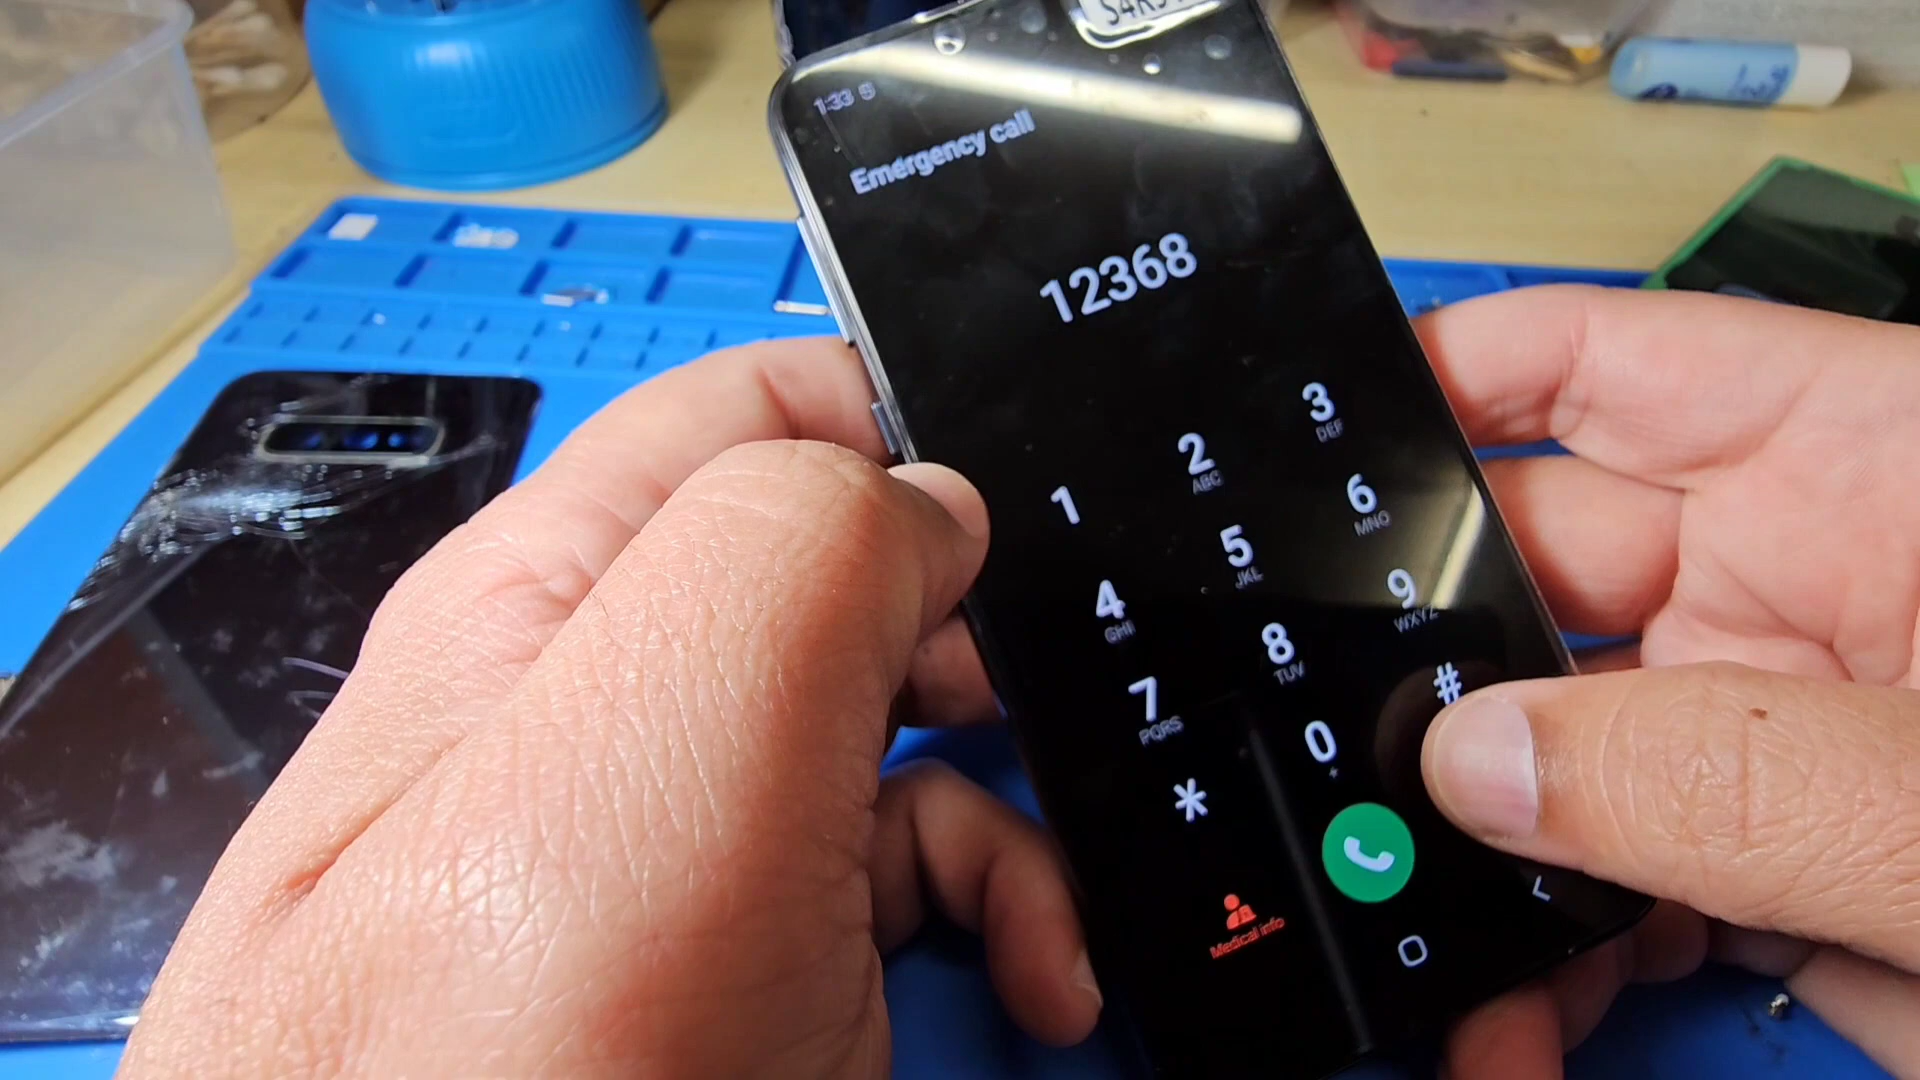 1:33
Emergency call
12368
1
2
ABC
3
DEF
4
GHI
5
JKL
6
MNO
7
PQRS
8
TUV
9
WXYZ
*
0
+
#
Medical info